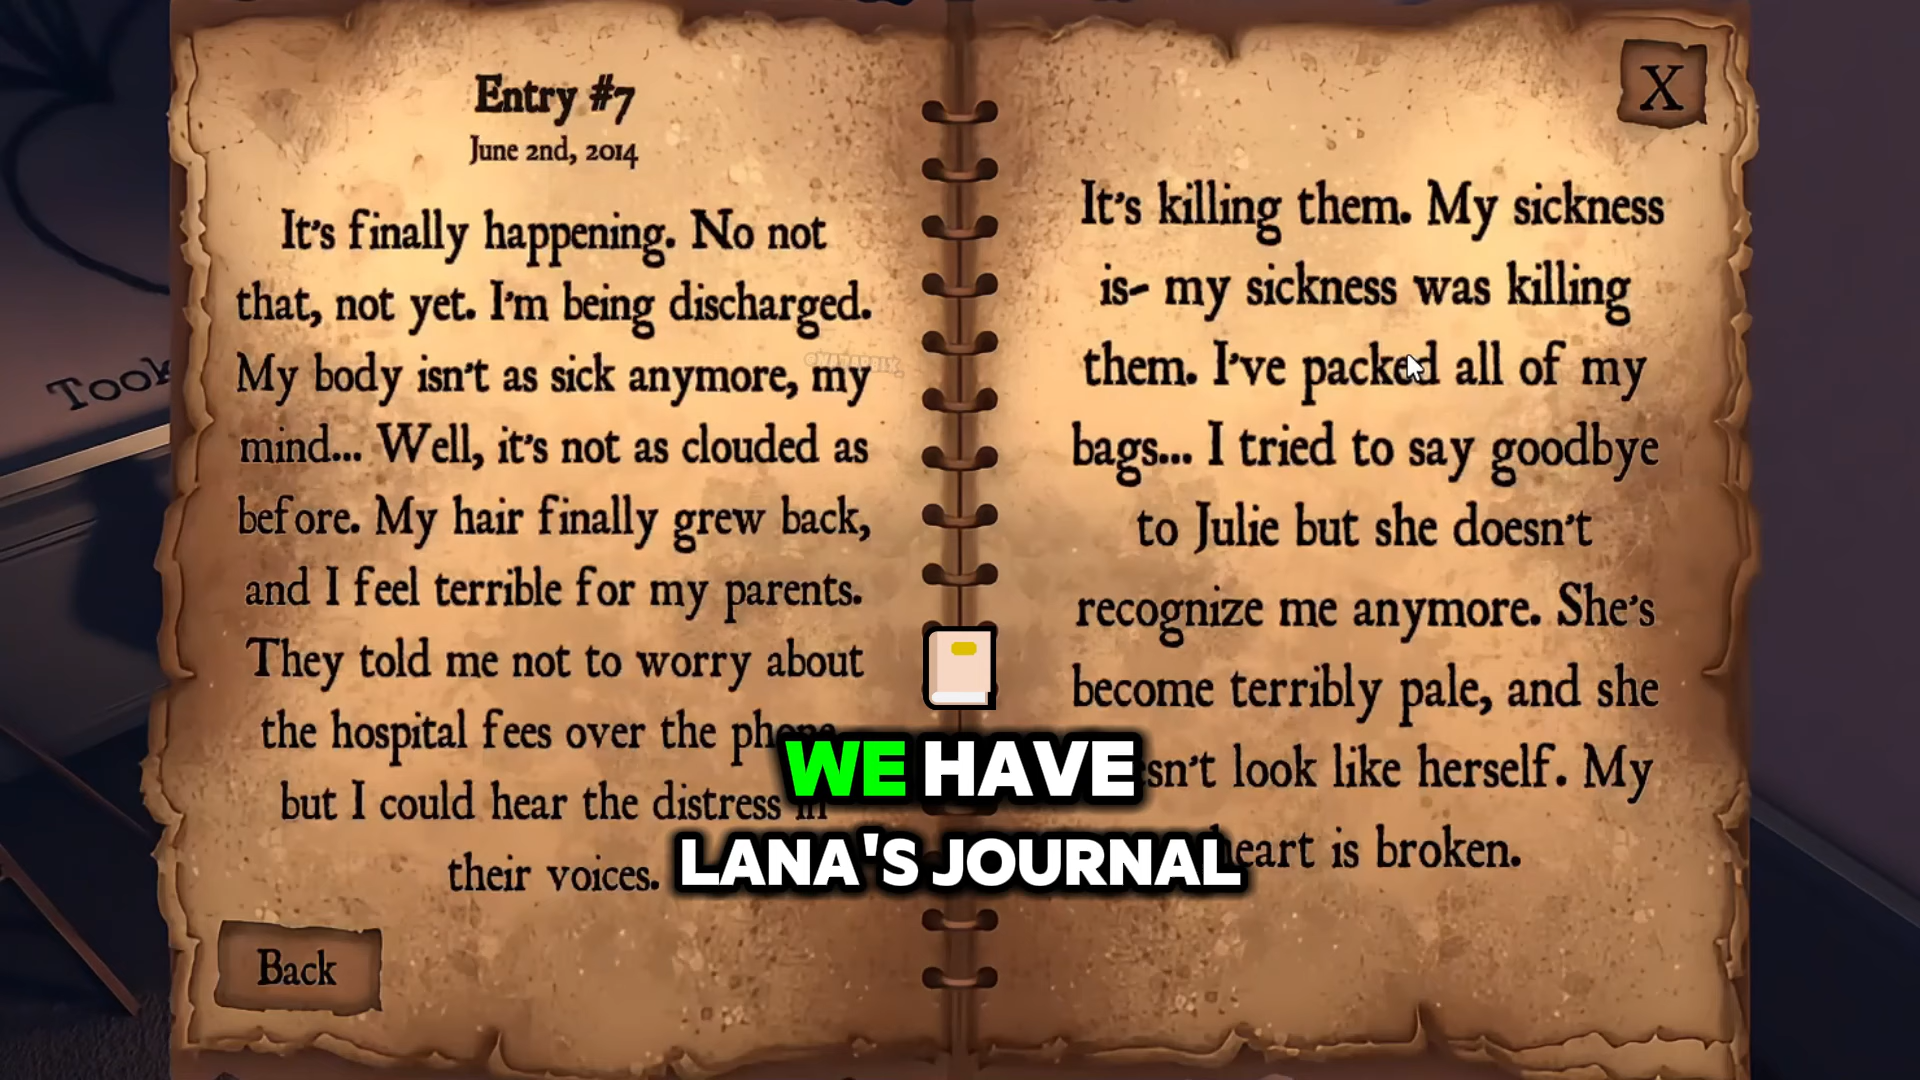 Entry #7
June 2nd, 2014
It's finally happening. No not
that, not yet. I'm being discharged.
My body isn't as sick anymore, my
mind... Well, it's not as clouded as
before. My hair finally grew back,
and I feel terrible for my parents.
They told me not to worry about
the hospital fees over the phone
but I could hear the distress in
their voices.
Back
X
It's killing them. My sickness
is- my sickness was killing
them. I've packed all of my
bags... I tried to say goodbye
to Julie but she doesn't
recognize me anymore. She's
become terribly pale, and she
look like herself. My
heart is broken.
Took
WE HAVE
LANA'S JOURNAL